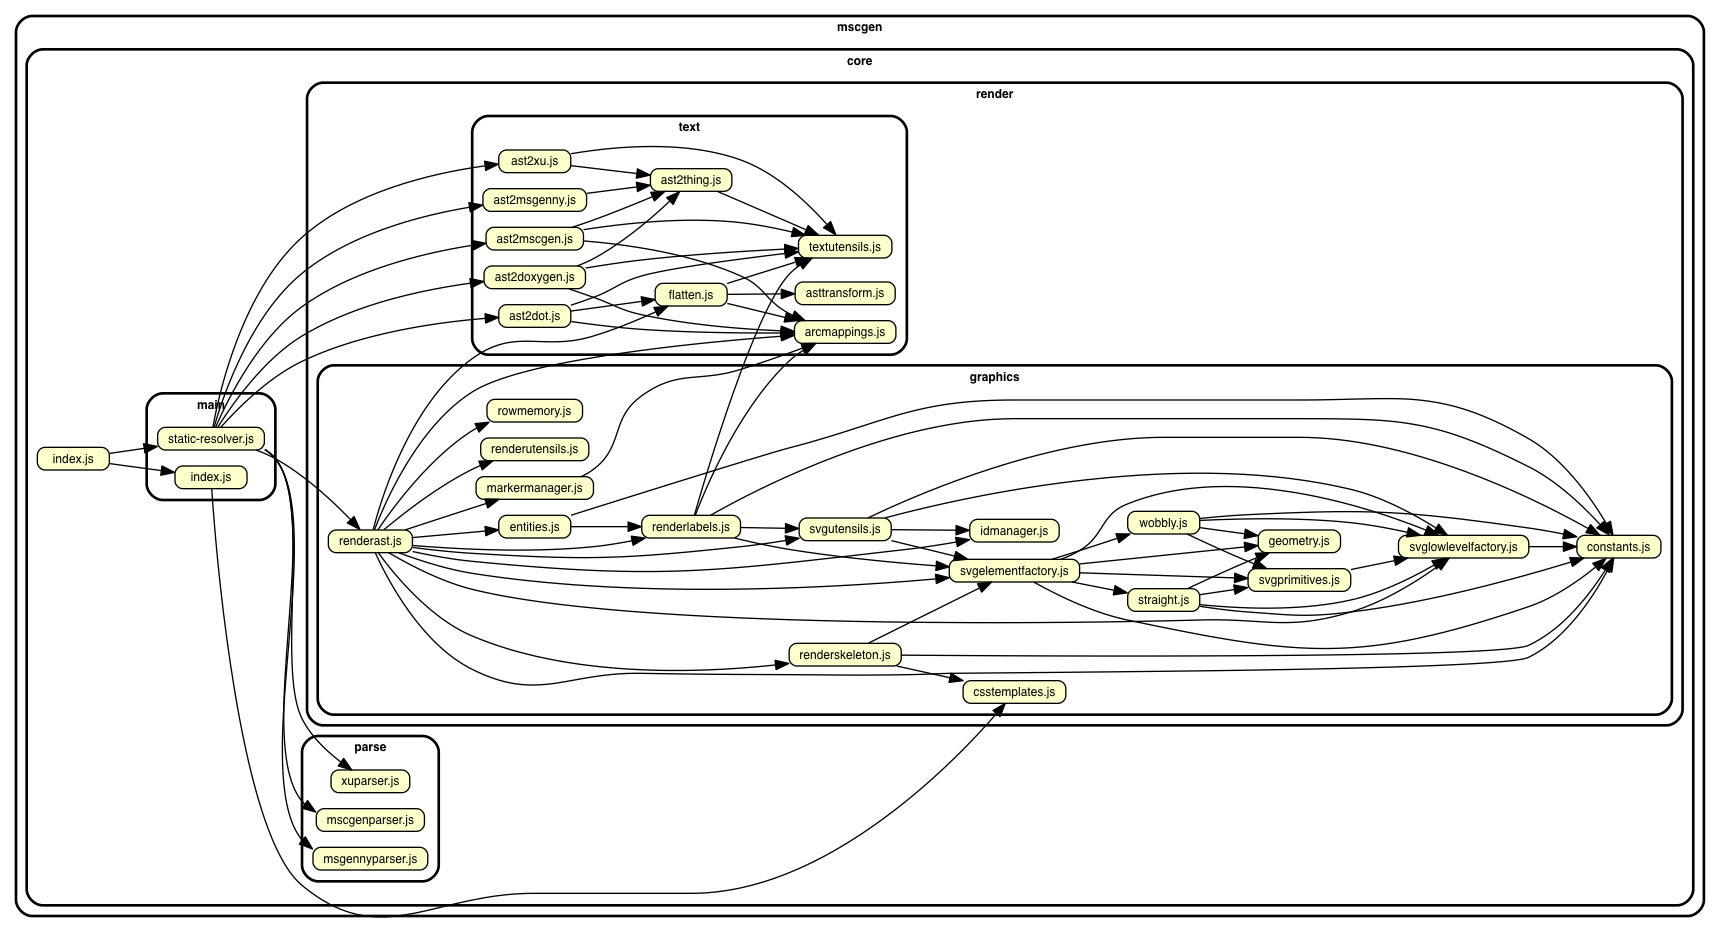 mscgen
core
render
text
ast2xu.js
ast2thing.js
ast2msgenny.js
ast2mscgen.js
textutensils.js
ast2doxygen.js
flatten.js
asttransform.js
ast2dot.js
arcmappings.js
graphics
main
rowmemory.js
static-resolver.js
renderutensils.js
index.js
index.js
markermanager.js
entities.js
renderlabels.js
svgutensils.js
idmanager.js
wobbly.js
renderast.js
geometry.js
svglowlevelfactory.js
constants.js
svgelementfactory.js
svgprimitives.js
straight.js
renderskeleton.js
csstemplates.js
parse
xuparser.js
mscgenparser.js
msgennyparser.js